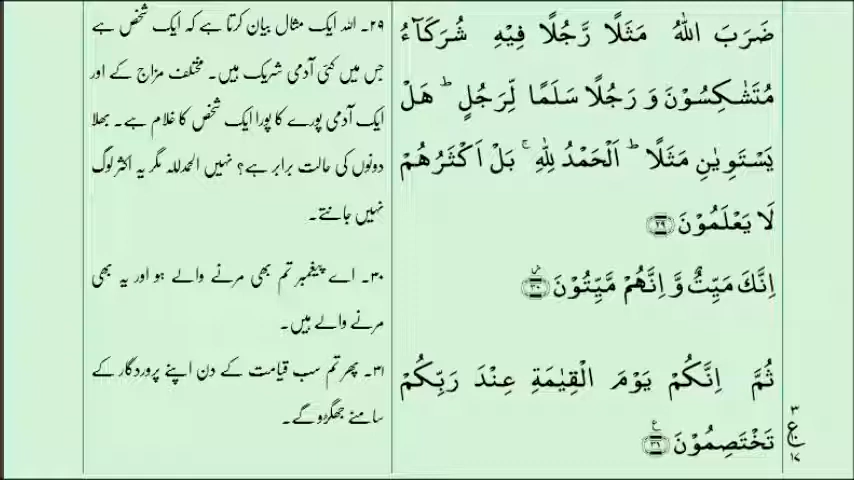 ضَرَبَ اللّٰهُ مَثَلًا رَّجُلًا فِیْهِ شُرَكَآءُ
مُتَشٰكِسُوْنَ وَ رَجُلًا سَلَمًا لِّرَجُلٍ ؕ هَلْ
یَسْتَوِیٰنِ مَثَلًا ؕ اَلْحَمْدُ لِلّٰهِ ۚ بَلْ اَكْثَرُهُمْ
لَا یَعْلَمُوْنَ ۟﴿۲۹﴾
اِنَّكَ مَیِّتٌ وَّ اِنَّهُمْ مَّیِّتُوْنَ ﴿۳۰﴾
ثُمَّ اِنَّكُمْ یَوْمَ الْقِیٰمَةِ عِنْدَ رَبِّكُمْ
تَخْتَصِمُوْنَ ﴿۳۱﴾
۳
ع
۱۷
۲۹۔ اللہ ایک مثال بیان کرتا ہے کہ ایک شخص ہے
جس میں کئی آدمی شریک ہیں۔ مختلف مزاج کے اور
ایک آدمی پورے کا پورا ایک شخص کا غلام ہے۔ بھلا
دونوں کی حالت برابر ہے؟ نہیں الحمدللہ مگر یہ اکثر لوگ
نہیں جانتے۔
۳۰۔ اے پیغمبر تم بھی مرنے والے ہو اور یہ بھی
مرنے والے ہیں۔
۳۱۔ پھر تم سب قیامت کے دن اپنے پروردگار کے
سامنے جھگڑو گے۔